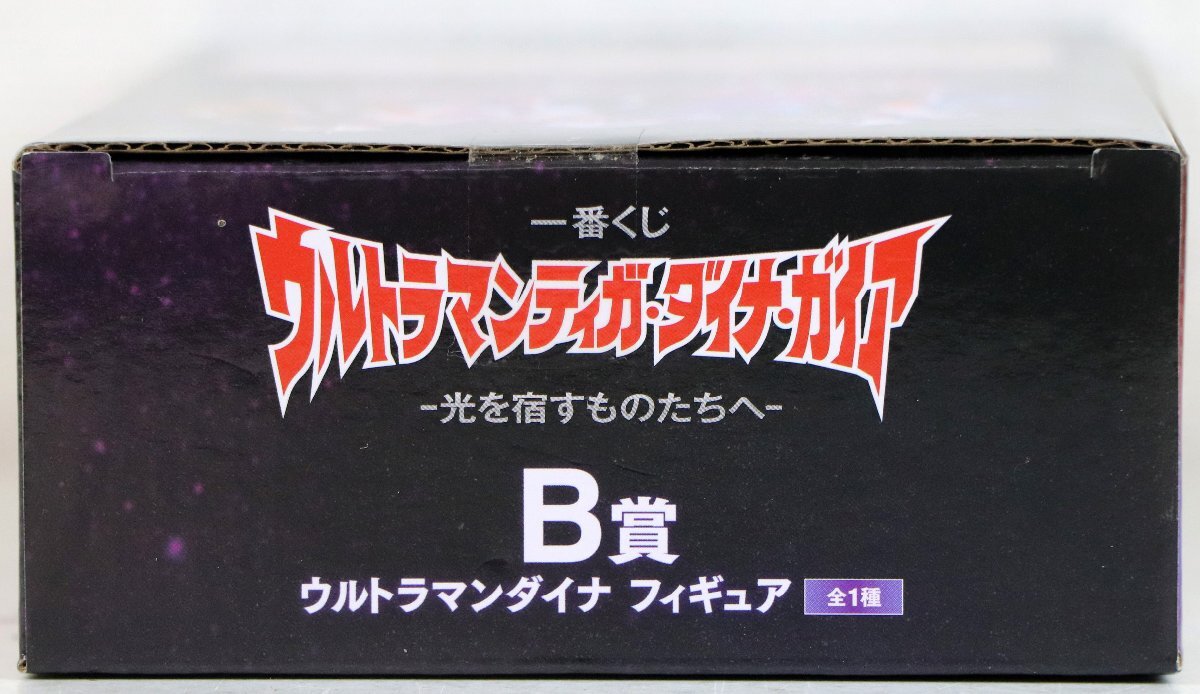 一番くじ
ウルトラマンティガ・ダイナ・ガイア
-光を宿すものたちへ-
B賞
ウルトラマンダイナ フィギュア 全1種